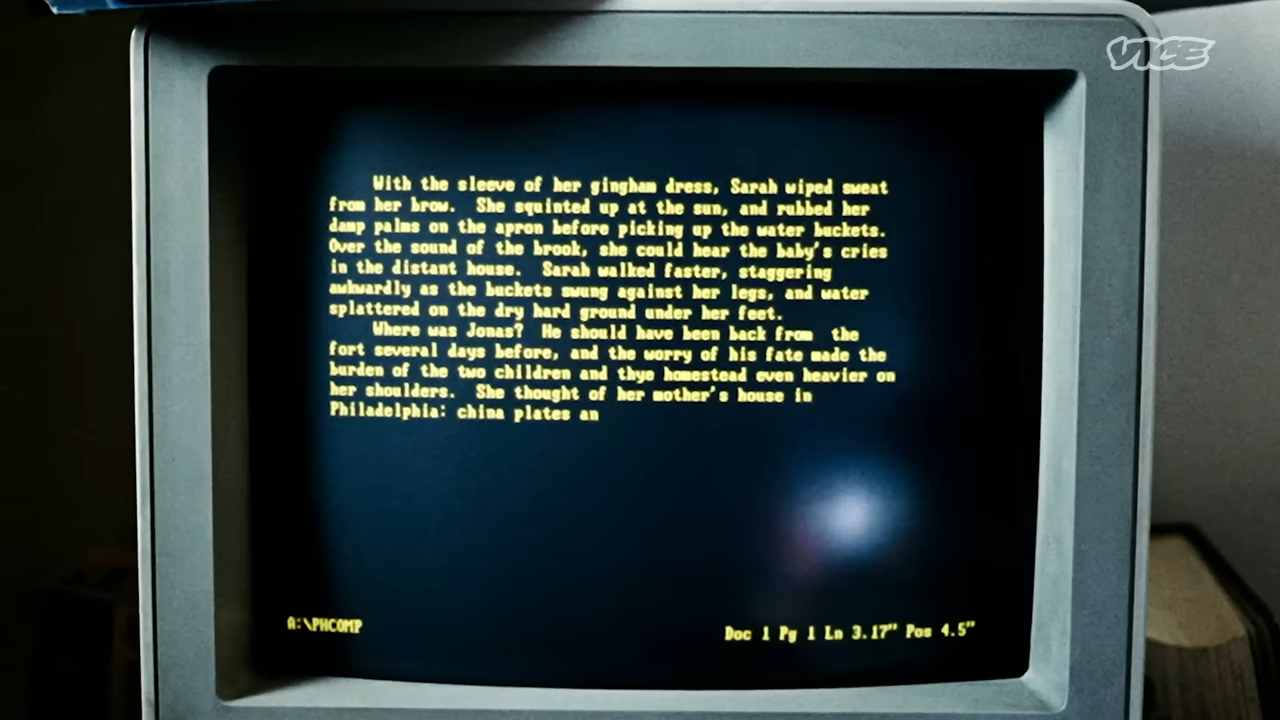 VICE
With the sleeve of her gingham dress, Sarah wiped sweat
from her brow.  She squinted up at the sun, and rubbed her
damp palms on the apron before picking up the water buckets.
Over the sound of the brook, she could hear the baby's cries
in the distant house.  Sarah walked faster, staggering
awkwardly as the buckets swung against her legs, and water
splattered on the dry hard ground under her feet.
Where was Jonas?  He should have been back from  the
fort several days before, and the worry of his fate made the
burden of the two children and thye homestead even heavier on
her shoulders.  She thought of her mother's house in
Philadelphia: china plates an
A:\PHCOMP
Doc 1 Pg 1 Ln 3.17" Pos 4.5"